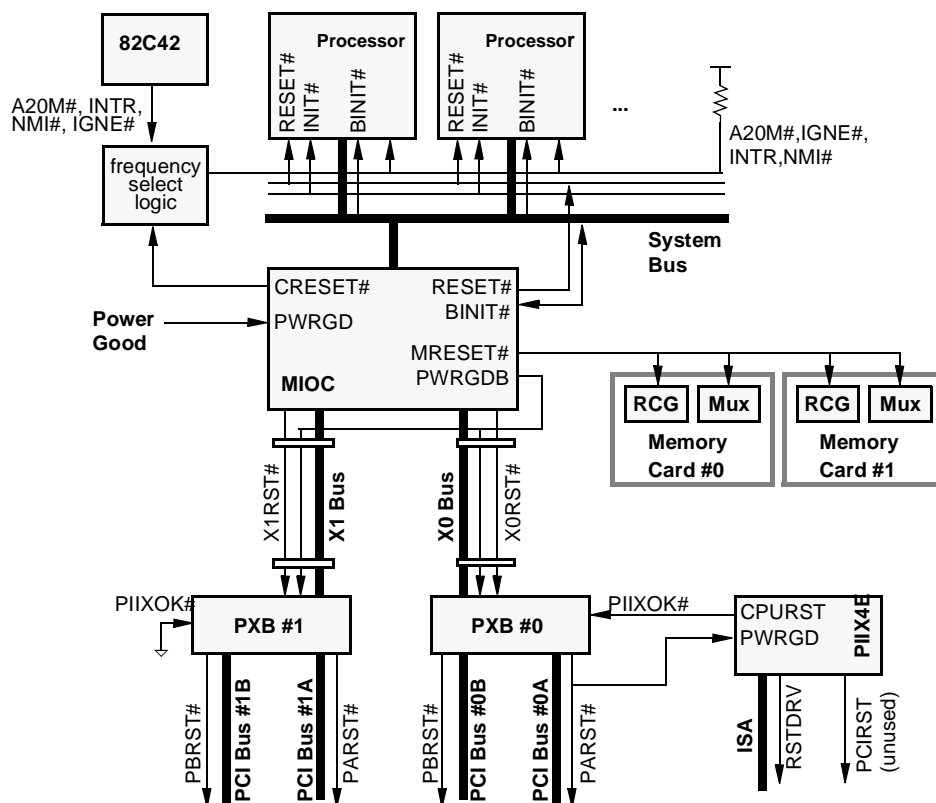 82C42
Processor
Processor
RESET#
INIT#
BINIT#
RESET#
INIT#
BINIT#
...
A20M#, INTR,
NMI#, IGNE#
A20M#,IGNE#,
INTR,NMI#
frequency
select
logic
System
Bus
CRESET#
RESET#
BINIT#
Power
Good
PWRGD
MRESET#
PWRGDB
MIOC
RCG
Mux
Memory
Card #0
RCG
Mux
Memory
Card #1
X1RST#
X1 Bus
X0 Bus
X0RST#
PIIXOK#
PXB #1
PXB #0
PIIXOK#
CPURST
PWRGD
PIIX4E
PBRST#
PCI Bus #1B
PCI Bus #1A
PARST#
PBRST#
PCI Bus #0B
PCI Bus #0A
PARST#
ISA
RSTDRV
PCIRST
(unused)